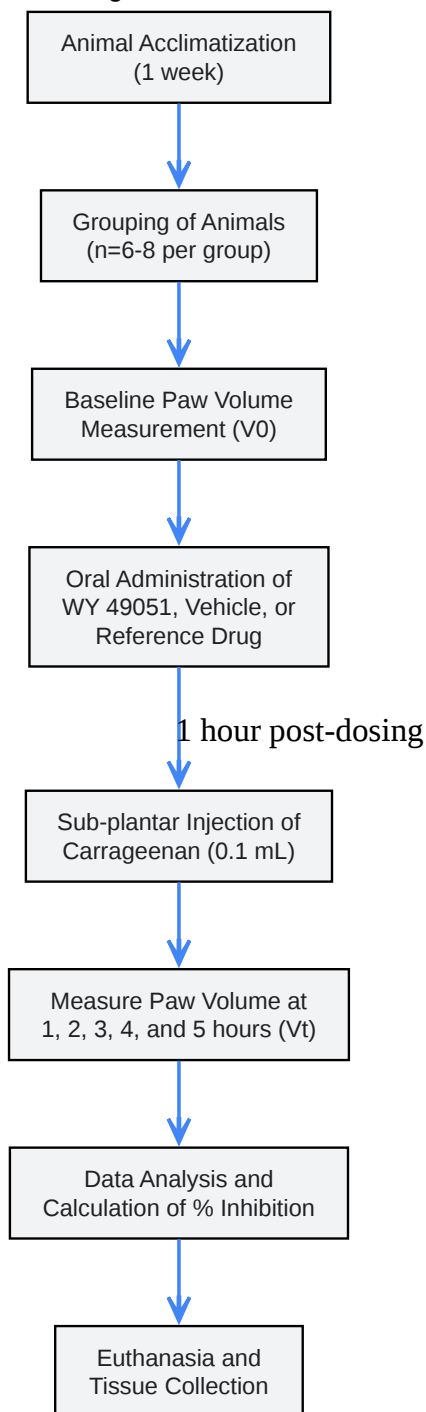 Animal Acclimatization
(1 week)
Grouping of Animals
(n=6-8 per group)
Baseline Paw Volume
Measurement (V0)
Oral Administration of
WY 49051, Vehicle, or
Reference Drug
1 hour post-dosing
Sub-plantar Injection of
Carrageenan (0.1 mL)
Measure Paw Volume at
1, 2, 3, 4, and 5 hours (Vt)
Data Analysis and
Calculation of % Inhibition
Euthanasia and
Tissue Collection